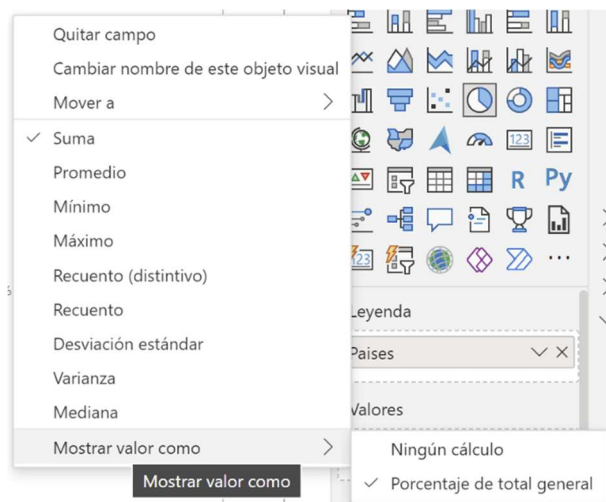 Quitar campo
Cambiar nombre de este objeto visual
Mover a
Suma
Promedio
Mínimo
Máximo
Recuento (distintivo)
Recuento
Desviación estándar
Varianza
Mediana
Mostrar valor como
Mostrar valor como
123
R Py
123
Leyenda
Paises
Valores
Ningún cálculo
Porcentaje de total general